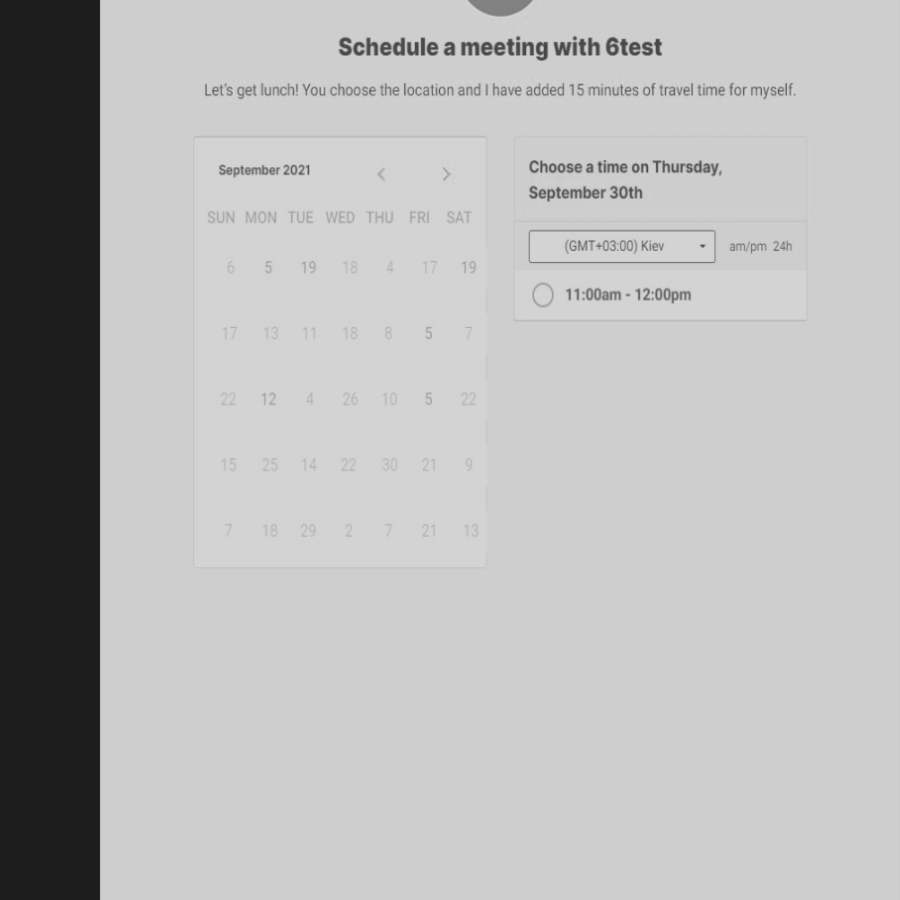 Schedule a meeting with 6test
Let's get lunch! You choose the location and I have added 15 minutes of travel time for myself.
September 2021
SUN MON TUE WED THU FRI SAT
6 5 19 18 4 17 19
17 13 11 18 8 5 7
22 12 4 26 10 5 22
15 25 14 22 30 21 9
7 18 29 2 7 21 13
Choose a time on Thursday,
September 30th
(GMT+03:00) Kiev am/pm 24h
11:00am - 12:00pm